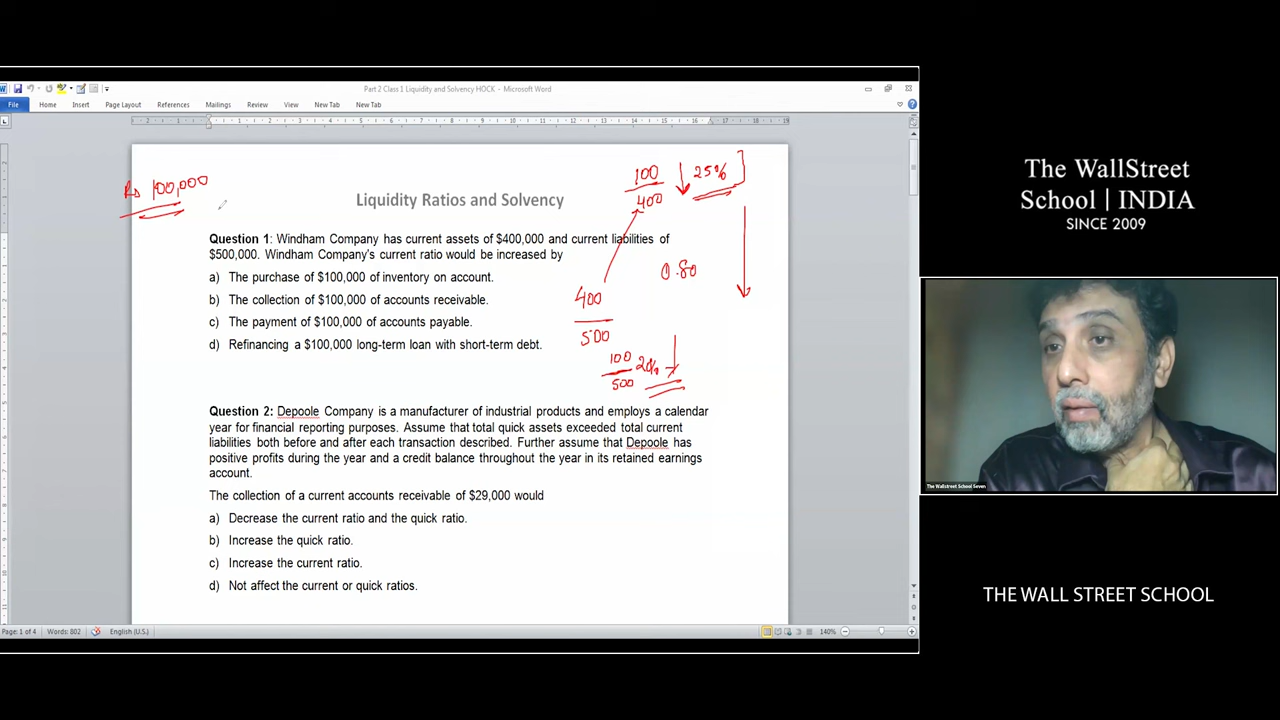 Part 2 Class 1 Liquidity and Solvency HOCK - Microsoft Word
File Home Insert Page Layout References Mailings Review View New Tab New Tab
Rs 100,000
100
400
25%
Liquidity Ratios and Solvency
Question 1: Windham Company has current assets of $400,000 and current liabilities of
$500,000. Windham Company's current ratio would be increased by
a) The purchase of $100,000 of inventory on account.
b) The collection of $100,000 of accounts receivable.
c) The payment of $100,000 of accounts payable.
d) Refinancing a $100,000 long-term loan with short-term debt.
0.80
400
500
100
500
20%
Question 2: Depoole Company is a manufacturer of industrial products and employs a calendar
year for financial reporting purposes. Assume that total quick assets exceeded total current
liabilities both before and after each transaction described. Further assume that Depoole has
positive profits during the year and a credit balance throughout the year in its retained earnings
account.
The collection of a current accounts receivable of $29,000 would
a) Decrease the current ratio and the quick ratio.
b) Increase the quick ratio.
c) Increase the current ratio.
d) Not affect the current or quick ratios.
Page: 1 of 4 Words: 802 English (U.S.) 140%
The WallStreet
School | INDIA
SINCE 2009
The Wallstreet School Seven
THE WALL STREET SCHOOL